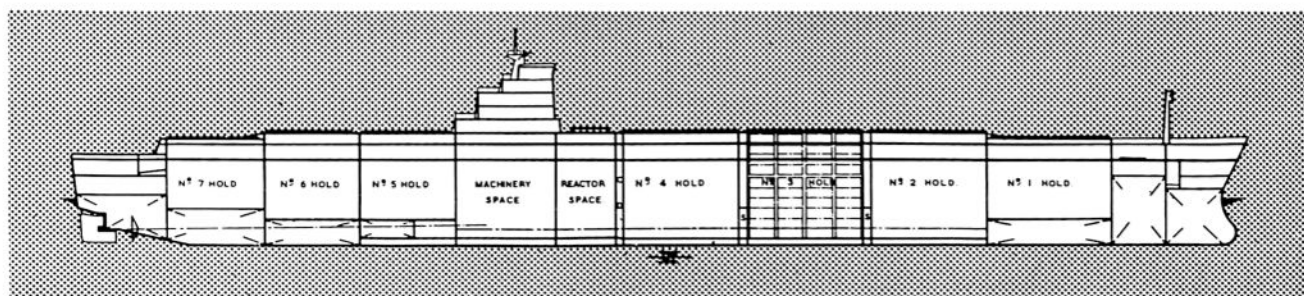 Nº 7 HOLD
Nº 6 HOLD
Nº 5 HOLD
MACHINERY
SPACE
REACTOR
SPACE
Nº 4 HOLD
Nº 3 HOLD
Nº 2 HOLD.
Nº 1 HOLD.
S
S